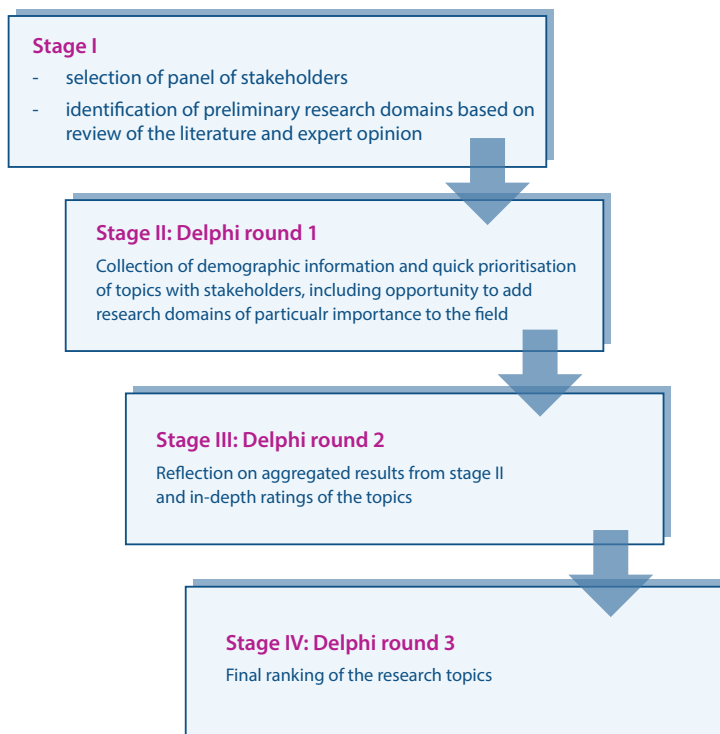 Stage I
- selection of panel of stakeholders
- identification of preliminary research domains based on
review of the literature and expert opinion
Stage II: Delphi round 1
Collection of demographic information and quick prioritisation
of topics with stakeholders, including opportunity to add
research domains of particualr importance to the field
Stage III: Delphi round 2
Reflection on aggregated results from stage II
and in-depth ratings of the topics
Stage IV: Delphi round 3
Final ranking of the research topics